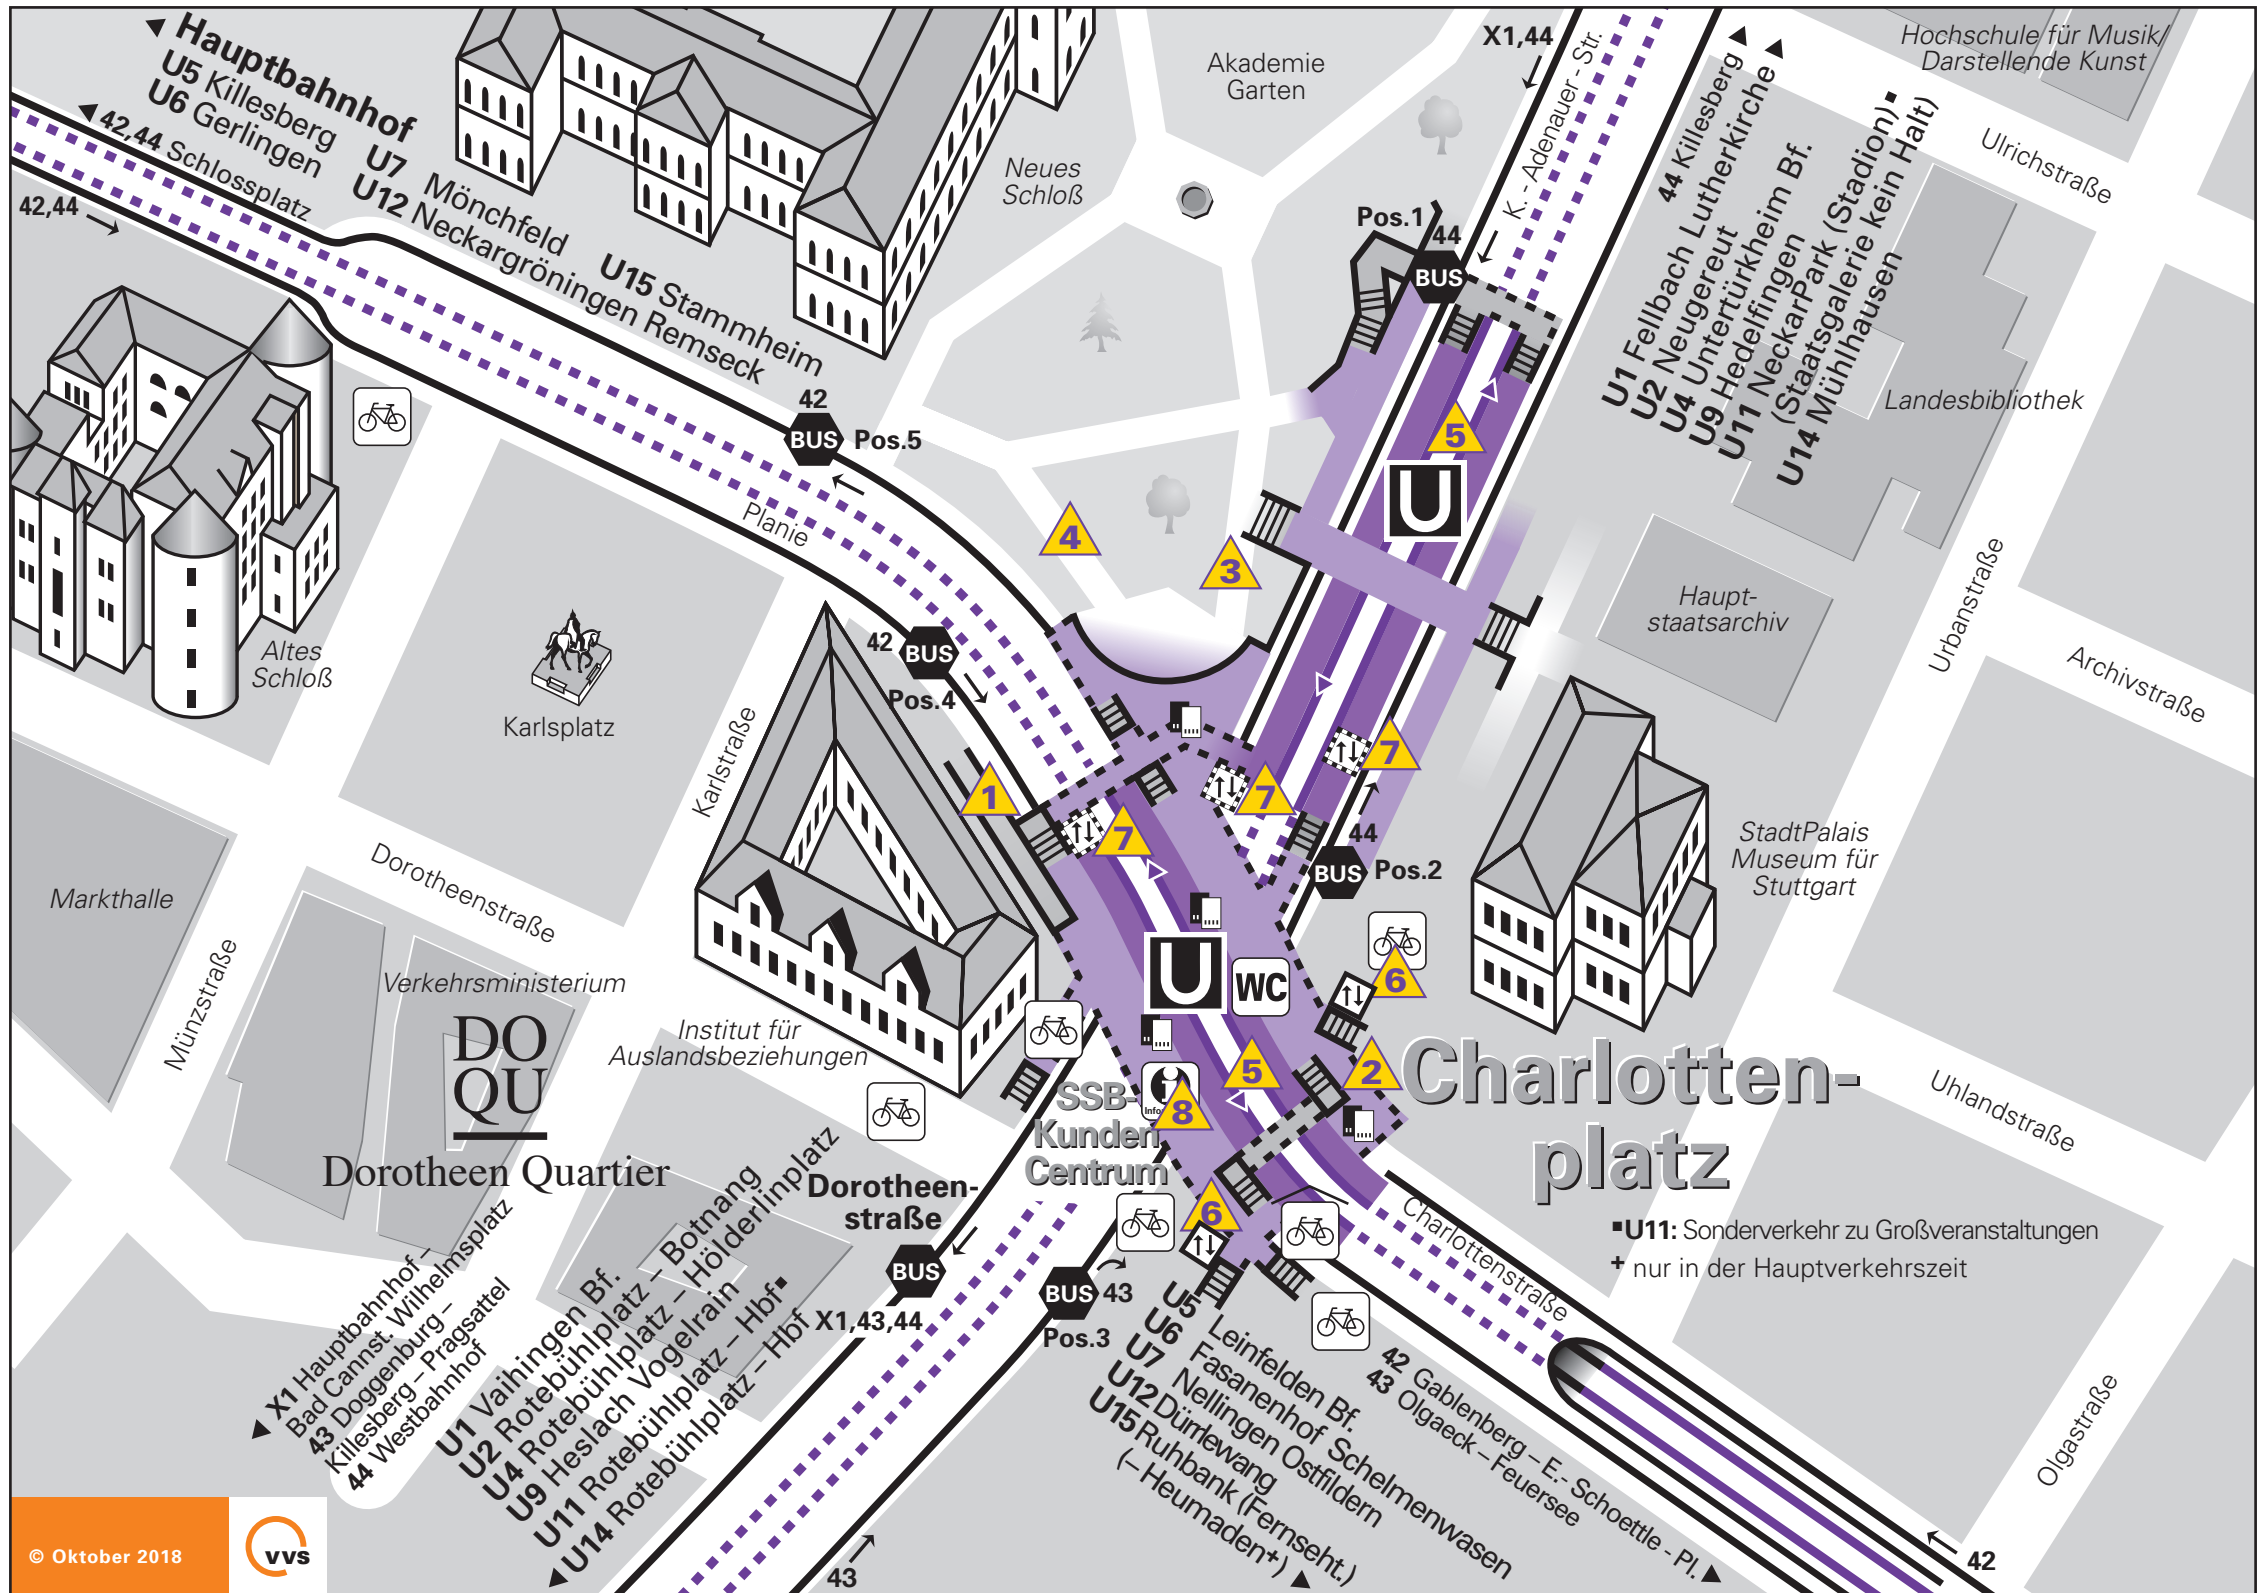 Hauptbahnhof
U5 Killesberg
U6 Gerlingen
U7 Mönchfeld
U12 Neckargröningen Remseck
U15 Stammheim
42,44 Schlossplatz
42,44
Akademie
Garten
Neues
Schloß
X1,44
K. - Adenauer - Str.
Hochschule für Musik/
Darstellende Kunst
Ulrichstraße
44 Killesberg
U1 Fellbach Lutherkirche
U2 Neugereut
U4 Untertürkheim Bf.
U9 Hedelfingen
U11 NeckarPark (Stadion)▪
(Staatsgalerie kein Halt)
U14 Mühlhausen
Landesbibliothek
Pos.1
44
BUS
5
U
42
BUS
Pos.5
Planie
4
3
Haupt-
staatsarchiv
Urbanstraße
Archivstraße
Altes
Schloß
Karlsplatz
Karlstraße
42
BUS
Pos.4
1
7
7
7
44
BUS
Pos.2
StadtPalais
Museum für
Stuttgart
Markthalle
Dorotheenstraße
Münzstraße
Verkehrsministerium
DO
QU
Dorotheen Quartier
Institut für
Auslandsbeziehungen
U
WC
6
5
2
i
Info
8
SSB-
Kunden
Centrum
Charlotten-
platz
Uhlandstraße
▪U11: Sonderverkehr zu Großveranstaltungen
+ nur in der Hauptverkehrszeit
Dorotheen-
straße
BUS
X1,43,44
6
BUS
43
Pos.3
Charlottenstraße
Olgastraße
X1 Hauptbahnhof –
Bad Cannst. Wilhelmsplatz
43 Doggenburg –
Killesberg – Pragsattel
44 Westbahnhof
U1 Vaihingen Bf.
U2 Rotebühlplatz – Botnang
U4 Rotebühlplatz – Hölderlinplatz
U9 Heslach Vogelrain
U11 Rotebühlplatz – Hbf▪
U14 Rotebühlplatz – Hbf
U5 Leinfelden Bf.
U6 Fasanenhof Schelmenwasen
U7 Nellingen Ostfildern
U12 Dürrlewang
U15 Ruhbank (Fernseht.)
(– Heumaden+)
42 Gablenberg – E.- Schoettle - Pl.
43 Olgaeck – Feuersee
42
43
© Oktober 2018
vvs